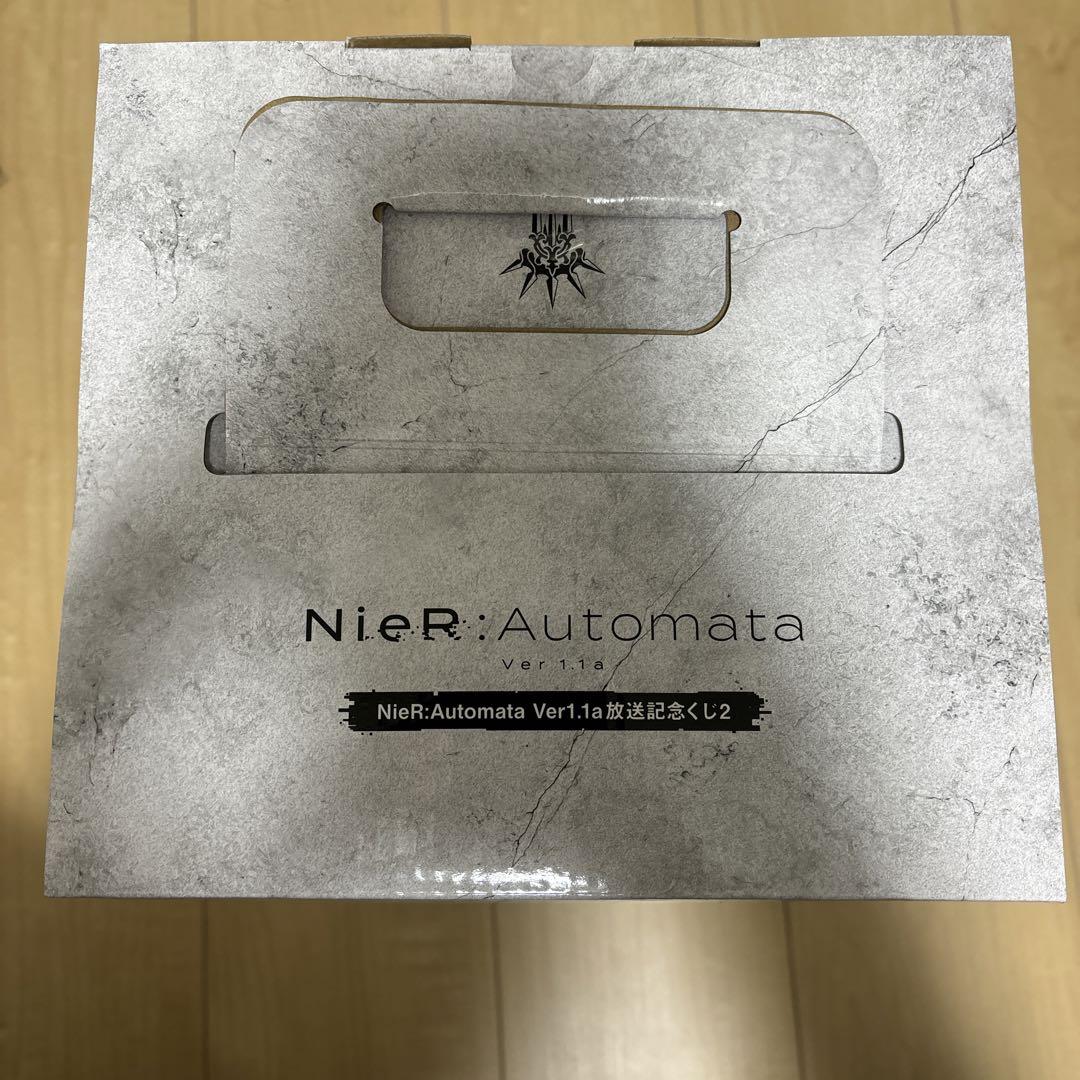 NieR:Automata
Ver 1.1a
NieR:Automata Ver1.1a放送記念くじ2